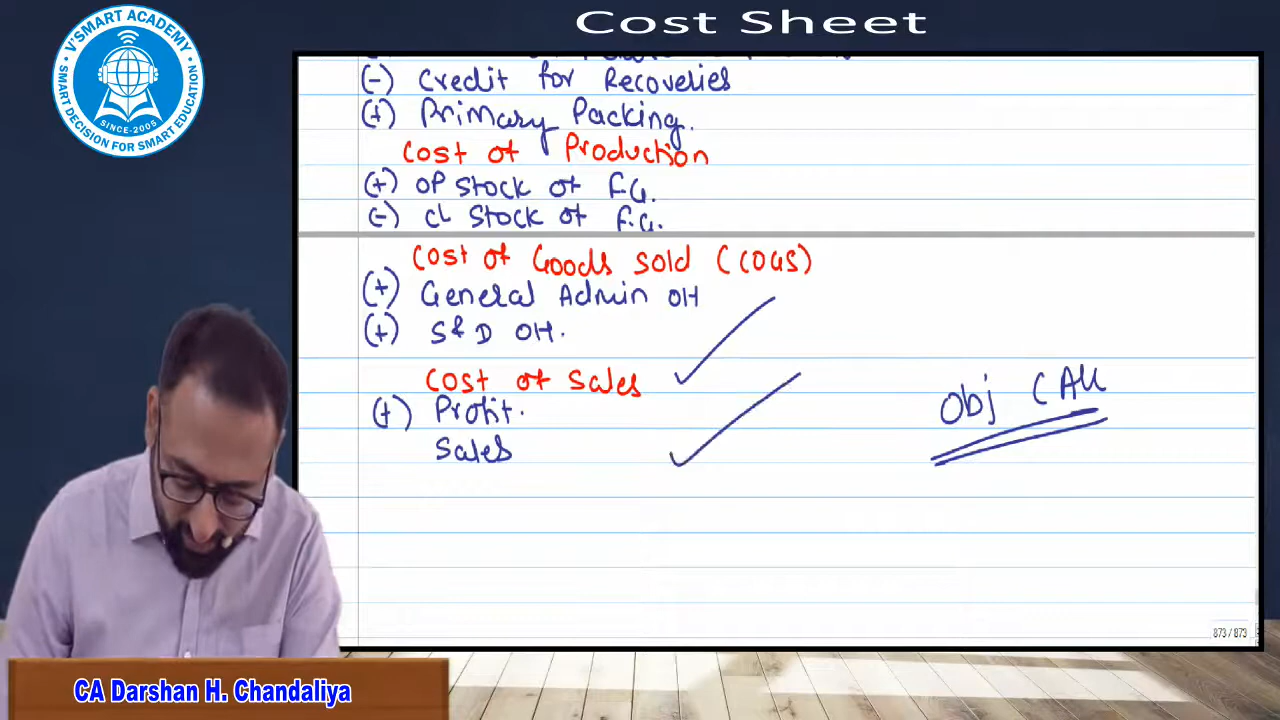 Cost Sheet
V'SMART ACADEMY
SINCE-2005
SMART DECISION FOR SMART EDUCATION
(-) Credit for Recoveries
(+) Primary Packing.
Cost of Production
(+) OP Stock of F.G.
(-) CL Stock of F.G.
Cost of Goods Sold (COGS)
(+) General Admin OH
(+) S&D OH.
Cost of Sales
(+) Profit.
Sales
Obj
873 / 873
CA Darshan H. Chandaliya